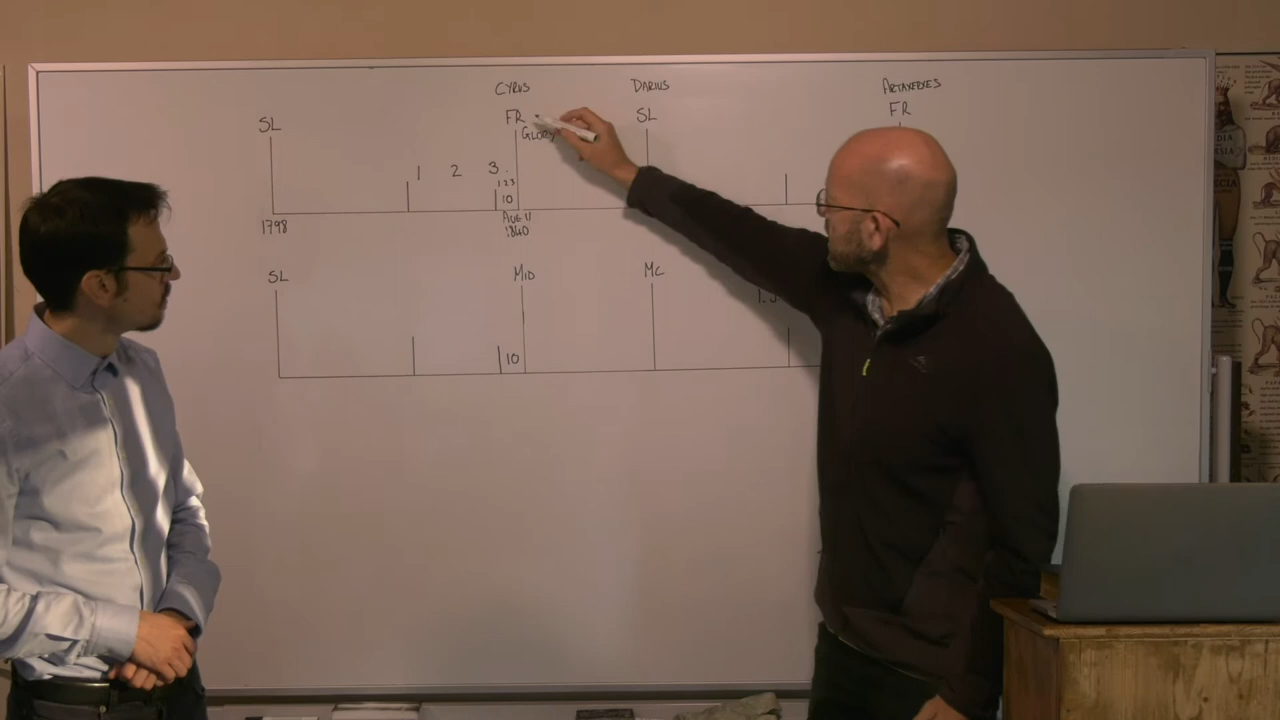 CYRUS DARIUS ARTAXERXES
SL FR SL FR
GLORY
1 2 3.
123
10
1798 AUG 11
1840
SL MID MC
10